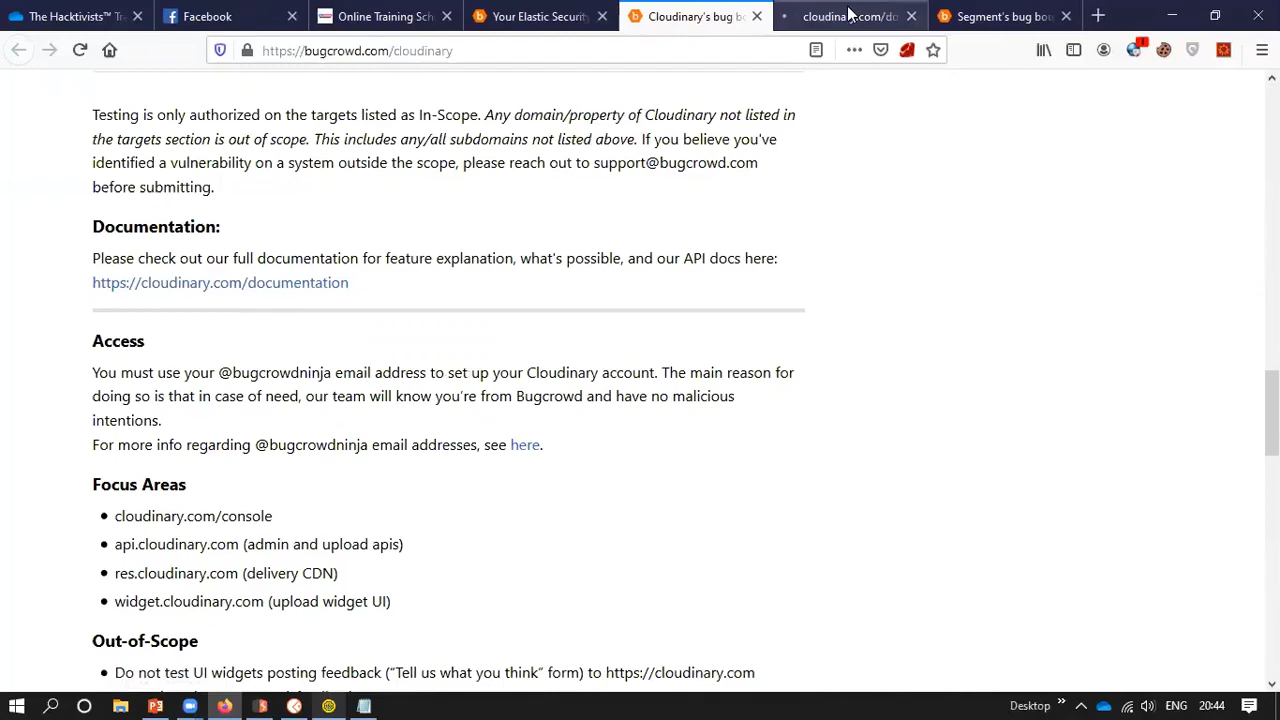 The Hacktivists™ Tra
Facebook
Online Training Sch
Your Elastic Security
Cloudinary's bug bo
cloudinary.com/do
Segment's bug bou
https://bugcrowd.com/cloudinary
Testing is only authorized on the targets listed as In-Scope. Any domain/property of Cloudinary not listed in
the targets section is out of scope. This includes any/all subdomains not listed above. If you believe you've
identified a vulnerability on a system outside the scope, please reach out to support@bugcrowd.com
before submitting.
Documentation:
Please check out our full documentation for feature explanation, what's possible, and our API docs here:
https://cloudinary.com/documentation
Access
You must use your @bugcrowdninja email address to set up your Cloudinary account. The main reason for
doing so is that in case of need, our team will know you're from Bugcrowd and have no malicious
intentions.
For more info regarding @bugcrowdninja email addresses, see here.
Focus Areas
cloudinary.com/console
api.cloudinary.com (admin and upload apis)
res.cloudinary.com (delivery CDN)
widget.cloudinary.com (upload widget UI)
Out-of-Scope
Do not test UI widgets posting feedback ("Tell us what you think" form) to https://cloudinary.com
Desktop
ENG
20:44